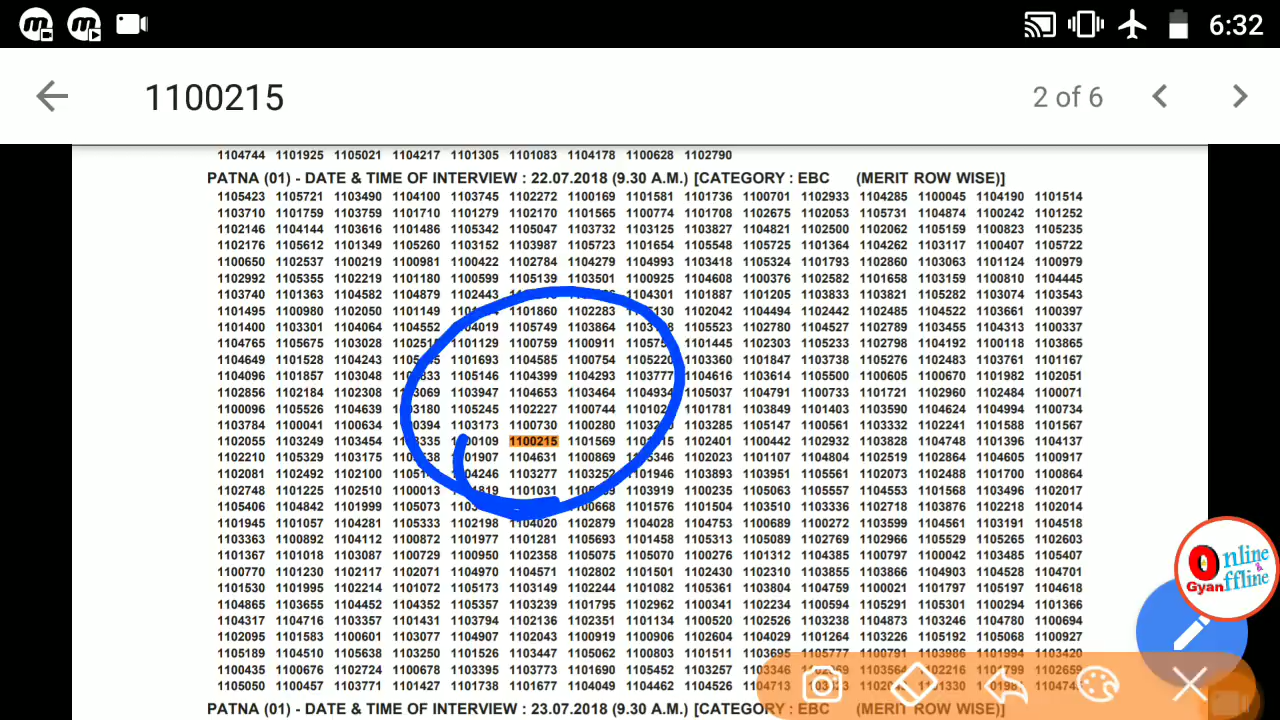 6:32
1100215
2 of 6
1104744 1101925 1105021 1104217 1101305 1101083 1104178 1100628 1102790
PATNA (01) - DATE & TIME OF INTERVIEW : 22.07.2018 (9.30 A.M.) [CATEGORY : EBC (MERIT ROW WISE)]
1105423 1105721 1103490 1104100 1103745 1102272 1100169 1101581 1101736 1100701 1102933 1104285 1100045 1104190 1101514
1103710 1101759 1103759 1101710 1101279 1102170 1101565 1100774 1101708 1102675 1102053 1105731 1104874 1100242 1101252
1102146 1104144 1103616 1101486 1105342 1105047 1103732 1103125 1103827 1104821 1102500 1102062 1105159 1100823 1105235
1102176 1105612 1101349 1105260 1103152 1103987 1105723 1101654 1105548 1105725 1101364 1104262 1103117 1100407 1105722
1100650 1102537 1100219 1100981 1100422 1102784 1104279 1104993 1103418 1105324 1101793 1102860 1103063 1101124 1100979
1102992 1105355 1102219 1101180 1100599 1105139 1103501 1100925 1104608 1100376 1102582 1101658 1103159 1100810 1104445
1103740 1101363 1104582 1104879 1102443 1104301 1101887 1101205 1103833 1103821 1105282 1103074 1103543
1101495 1100980 1102050 1101149 1101860 1102283 1102042 1104494 1102442 1102485 1104522 1103661 1100397
1101400 1103301 1104064 1104552 1105749 1103864 1105523 1102780 1104527 1102789 1103455 1104313 1100337
1104765 1105675 1103028 1101129 1100759 1100911 1101445 1102303 1105233 1102798 1104192 1100118 1103865
1104649 1101528 1104243 1101693 1104585 1100754 1105220 1103360 1101847 1103738 1105276 1102483 1103761 1101167
1104096 1101857 1103048 1105146 1104399 1104293 1103777 1104616 1103614 1105500 1100605 1100670 1101982 1102051
1102856 1102184 1102308 1103947 1104653 1103464 1104934 1105037 1104791 1100733 1101721 1102960 1102484 1100071
1100096 1105526 1104639 1105245 1102227 1100744 1101781 1103849 1101403 1103590 1104624 1104994 1100734
1103784 1100041 1100634 1103173 1100730 1100280 1103285 1105147 1100561 1103332 1102241 1101588 1101567
1102055 1103249 1103454 1100215 1101569 1102401 1100442 1102932 1103828 1104748 1101396 1104137
1102210 1105329 1103175 1104631 1100869 1102023 1101107 1104804 1102519 1102864 1104605 1100917
1102081 1102492 1102100 1103277 1103252 1101946 1103893 1103951 1105561 1102073 1102488 1101700 1100864
1102748 1101225 1102510 1100013 1101031 1103919 1100235 1105063 1105557 1104553 1101568 1103496 1102017
1105406 1104842 1101999 1105073 1100668 1101576 1101504 1103510 1103336 1102718 1103876 1102218 1102014
1101945 1101057 1104281 1105333 1102198 1104020 1102879 1104028 1104753 1100689 1100272 1103599 1104561 1103191 1104518
1103363 1100892 1104112 1100872 1101977 1101281 1105693 1101458 1105313 1105089 1102769 1102966 1105529 1105265 1102603
1101367 1101018 1103087 1100729 1100950 1102358 1105075 1105070 1100276 1101312 1104385 1100797 1100042 1103485 1105407
1100770 1101230 1102117 1102071 1104970 1104571 1102802 1101501 1102430 1102310 1103855 1103866 1104903 1104528 1104701
1101530 1101995 1102214 1101072 1105173 1103149 1102244 1101082 1105361 1103804 1104759 1100021 1101797 1105197 1104618
1104865 1103655 1104452 1104352 1105357 1103239 1101795 1102962 1100341 1102234 1100594 1105291 1105301 1100294 1101366
1104317 1104716 1103357 1101431 1103794 1102136 1102351 1101134 1100520 1102526 1103238 1104873 1103246 1104780 1100694
1102095 1101583 1100601 1103077 1104907 1102043 1100919 1100906 1102604 1104029 1101264 1103226 1105192 1105068 1100927
1105189 1104510 1105638 1103250 1101526 1103447 1105062 1100803 1101511 1103695 1105777 1100791 1103986 1101994 1103420
1100435 1100676 1102724 1100678 1103395 1103773 1101690 1105452 1103257 1103346 1103564 1102216 1102659
1105050 1100457 1103771 1101427 1101738 1101677 1104049 1104462 1104526 1104713 1101330
PATNA (01) - DATE & TIME OF INTERVIEW : 23.07.2018 (9.30 A.M.) [CATEGORY : EBC (MERIT ROW WISE)]
Online
&
Offline
Gyan